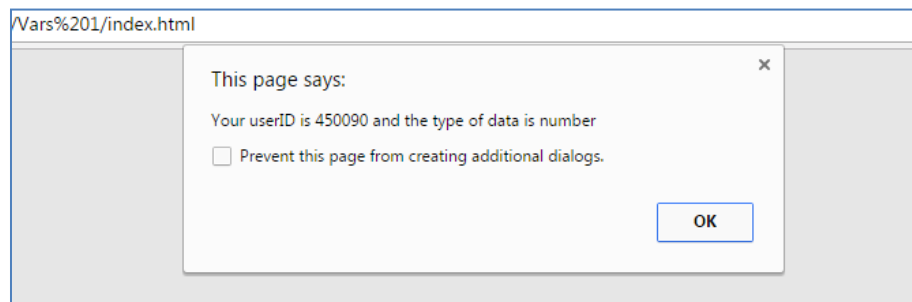 /Vars%201/index.html
This page says:
Your userID is 450090 and the type of data is number
Prevent this page from creating additional dialogs.
OK